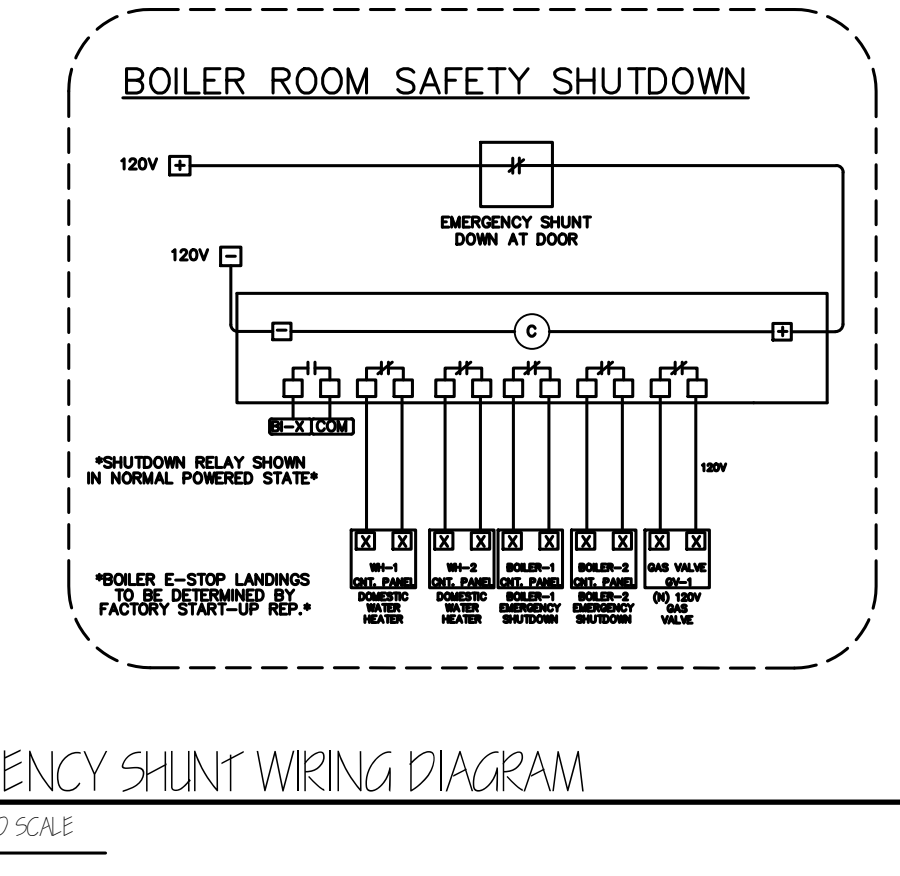 BOILER ROOM SAFETY SHUTDOWN
120V +
EMERGENCY SHUNT
DOWN AT DOOR
120V −
− C +
BI-X COM
*SHUTDOWN RELAY SHOWN
IN NORMAL POWERED STATE*
120V
X X X X X X X X X X
WH-1
CNT. PANEL
DOMESTIC
WATER
HEATER
WH-2
CNT. PANEL
DOMESTIC
WATER
HEATER
BOILER-1
CNT. PANEL
BOILER-1
EMERGENCY
SHUTDOWN
BOILER-2
CNT. PANEL
BOILER-2
EMERGENCY
SHUTDOWN
GAS VALVE
GV-1
(N) 120V
GAS
VALVE
*BOILER E-STOP LANDINGS
TO BE DETERMINED BY
FACTORY START-UP REP.*
ENCY SHUNT WIRING DIAGRAM
O SCALE